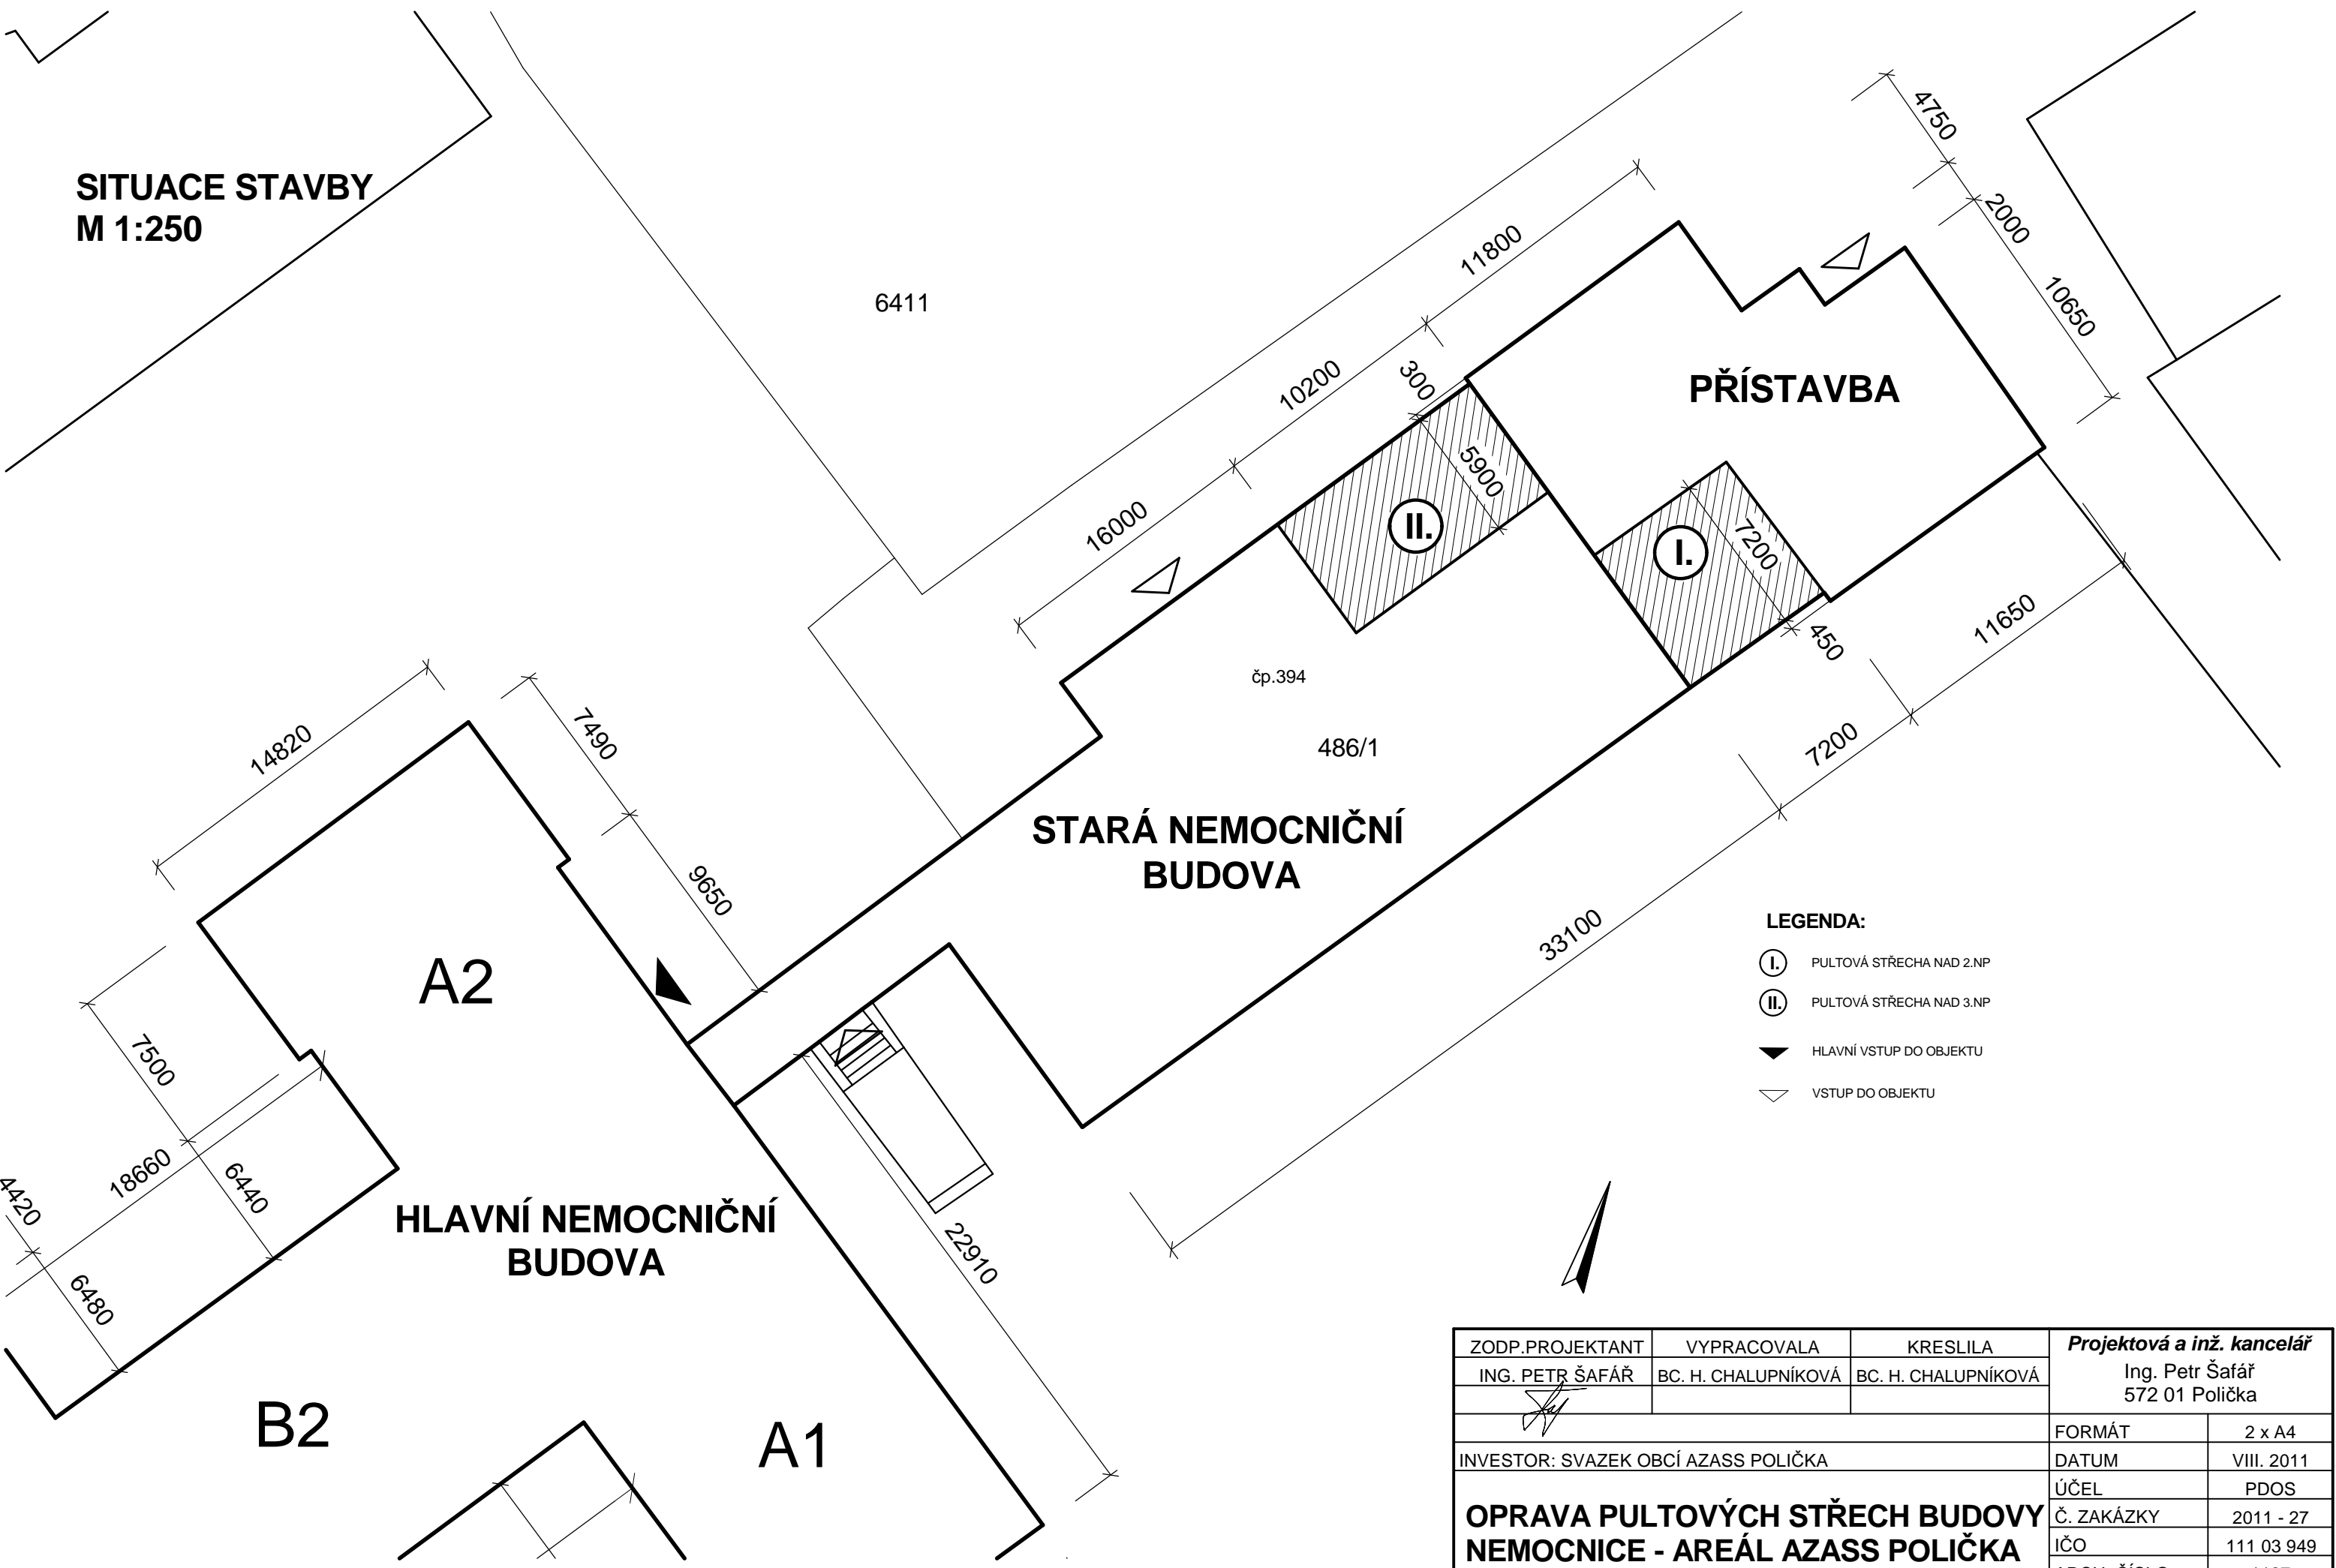 SITUACE STAVBY
M 1:250
6411
4750
2000
10650
11800
10200
16000
300
5900
II.
PŘÍSTAVBA
I.
7200
450
11650
7200
33100
čp.394
486/1
STARÁ NEMOCNIČNÍ
BUDOVA
14820
7490
9650
A2
7500
18660
6440
4420
6480
HLAVNÍ NEMOCNIČNÍ
BUDOVA
22910
B2
A1
LEGENDA:
I. PULTOVÁ STŘECHA NAD 2.NP
II. PULTOVÁ STŘECHA NAD 3.NP
HLAVNÍ VSTUP DO OBJEKTU
VSTUP DO OBJEKTU
ZODP.PROJEKTANT VYPRACOVALA KRESLILA
ING. PETR ŠAFÁŘ BC. H. CHALUPNÍKOVÁ BC. H. CHALUPNÍKOVÁ
Projektová a inž. kancelář
Ing. Petr Šafář
572 01 Polička
FORMÁT 2 x A4
INVESTOR: SVAZEK OBCÍ AZASS POLIČKA
DATUM VIII. 2011
ÚČEL PDOS
OPRAVA PULTOVÝCH STŘECH BUDOVY
NEMOCNICE - AREÁL AZASS POLIČKA
Č. ZAKÁZKY 2011 - 27
IČO 111 03 949